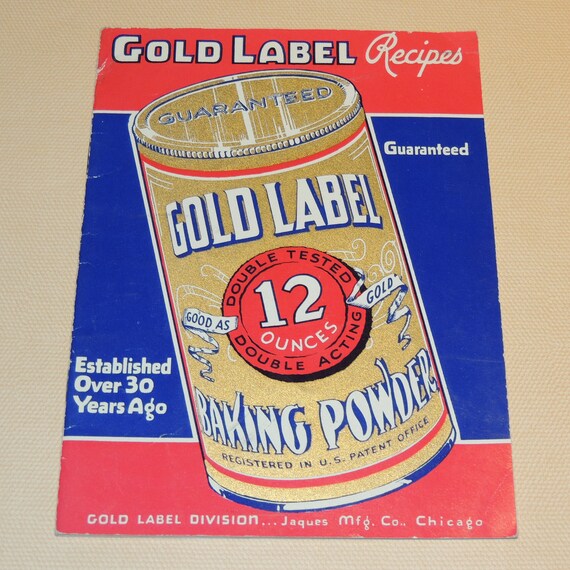 GOLD LABEL Recipes
GUARANTEED
Guaranteed
GOLD LABEL
DOUBLE TESTED
GOOD AS 12 GOLD
OUNCES
DOUBLE ACTING
Established
Over 30
Years Ago
BAKING POWDER
REGISTERED IN U.S. PATENT OFFICE
GOLD LABEL DIVISION... Jaques Mfg. Co., Chicago